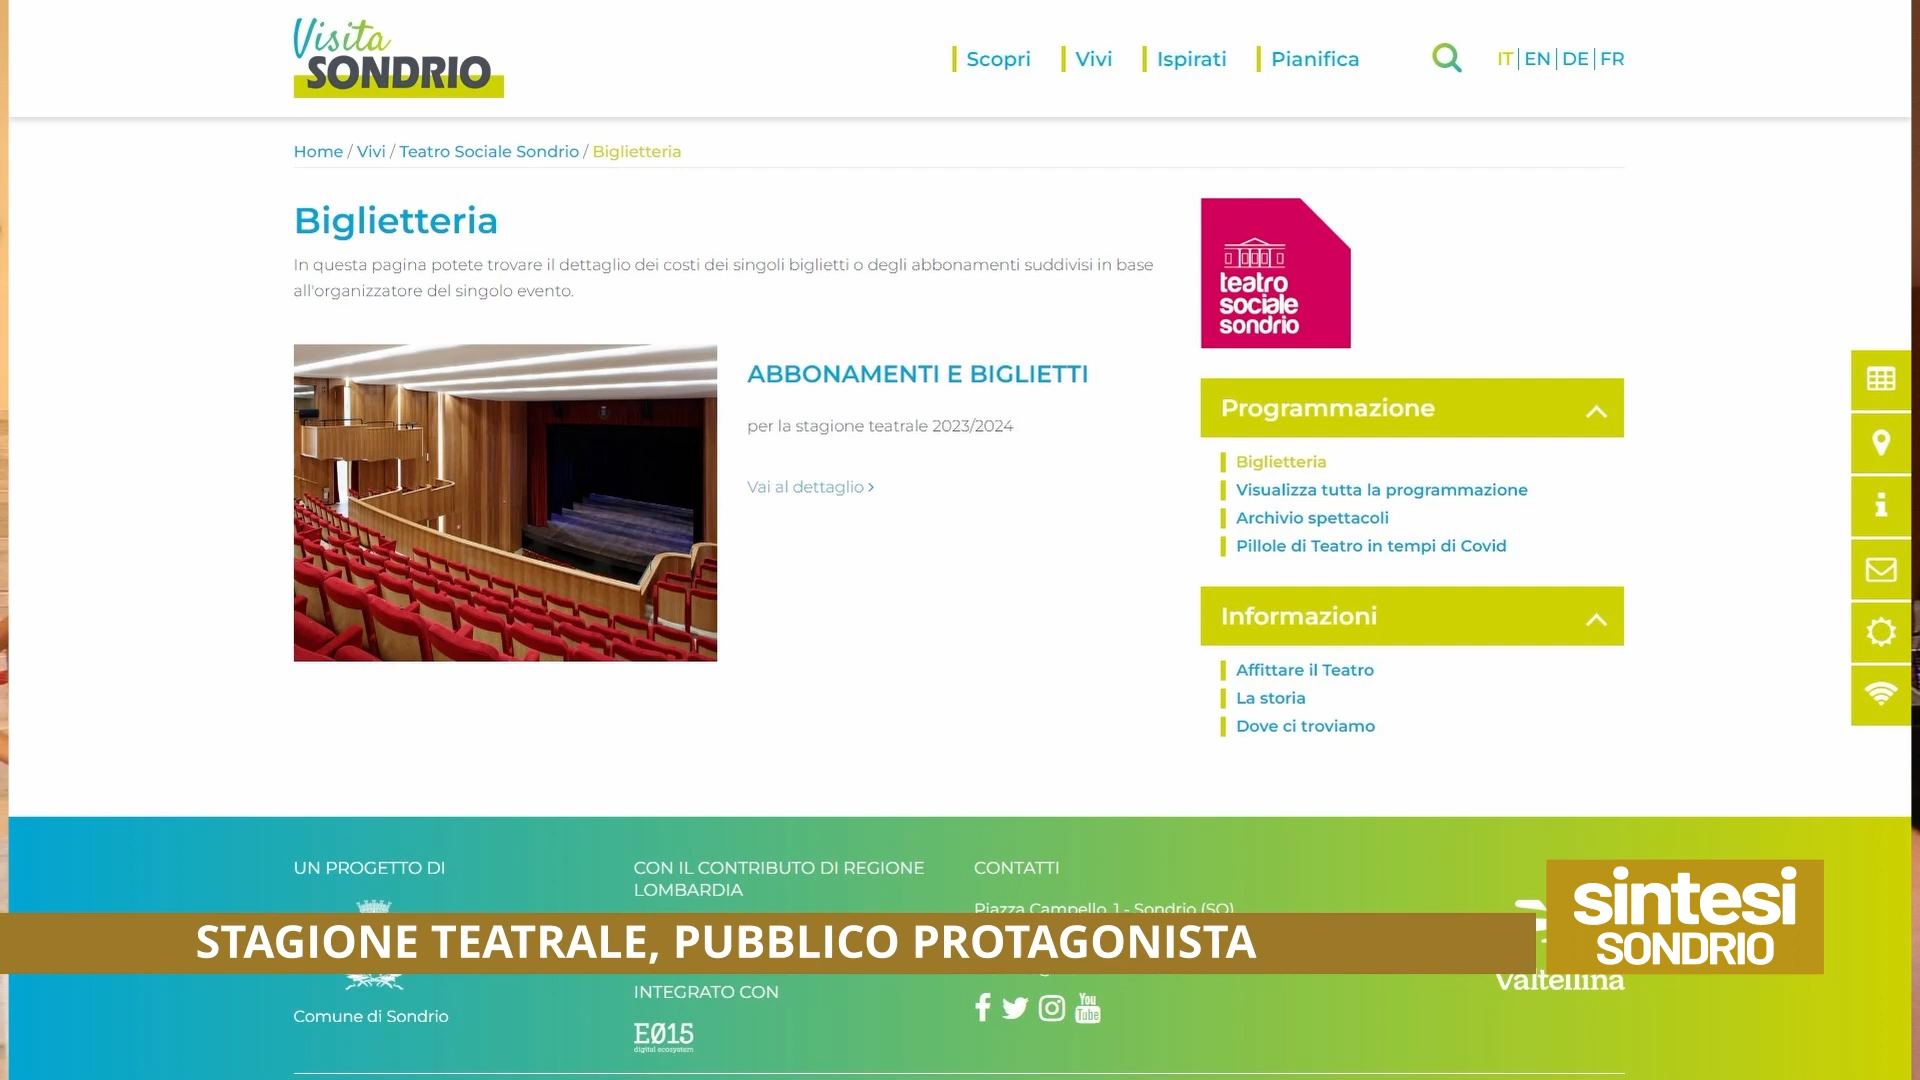 Visita
SONDRIO
Scopri
Vivi
Ispirati
Pianifica
IT | EN | DE | FR
Home / Vivi / Teatro Sociale Sondrio / Biglietteria
Biglietteria
In questa pagina potete trovare il dettaglio dei costi dei singoli biglietti o degli abbonamenti suddivisi in base
all'organizzatore del singolo evento.
ABBONAMENTI E BIGLIETTI
per la stagione teatrale 2023/2024
Vai al dettaglio >
teatro
sociale
sondrio
Programmazione
Biglietteria
Visualizza tutta la programmazione
Archivio spettacoli
Pillole di Teatro in tempi di Covid
Informazioni
Affittare il Teatro
La storia
Dove ci troviamo
UN PROGETTO DI
Comune di Sondrio
CON IL CONTRIBUTO DI REGIONE
LOMBARDIA
INTEGRATO CON
EØ15
digital ecosystem
CONTATTI
Piazza Campello, 1 - Sondrio (SO)
You
Tube
Valtellina
STAGIONE TEATRALE, PUBBLICO PROTAGONISTA
sintesi
SONDRIO